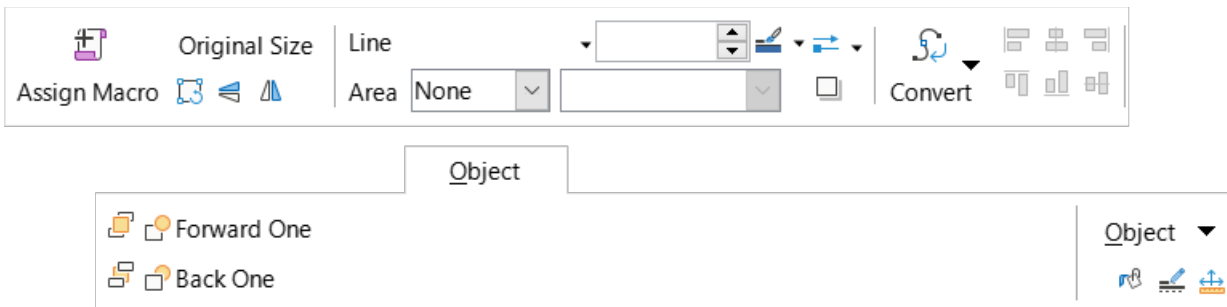 Original Size
Line
Assign Macro
Area
None
Convert
Object
Forward One
Object
Back One